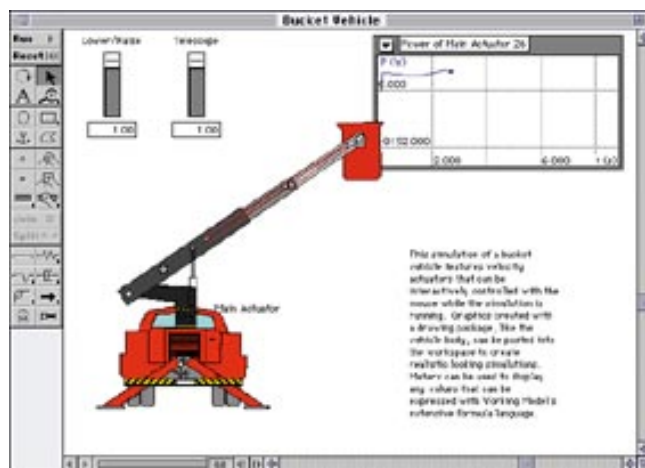 Bucket Vehicle
Run
Reset
Lower/Raise
Telescope
1.00
1.00
Power of Main Actuator 26
2.000
6.000
Main Actuator
This simulation of a bucket
vehicle features velocity
actuators that can be
interactively controlled with the
mouse while the simulation is
running. Graphics created with
a drawing package, like the
vehicle body, can be pasted into
the workspace to create
realistic looking simulations.
Meters can be used to display
any values that can be
expressed with Working Model's
extensive formula language.